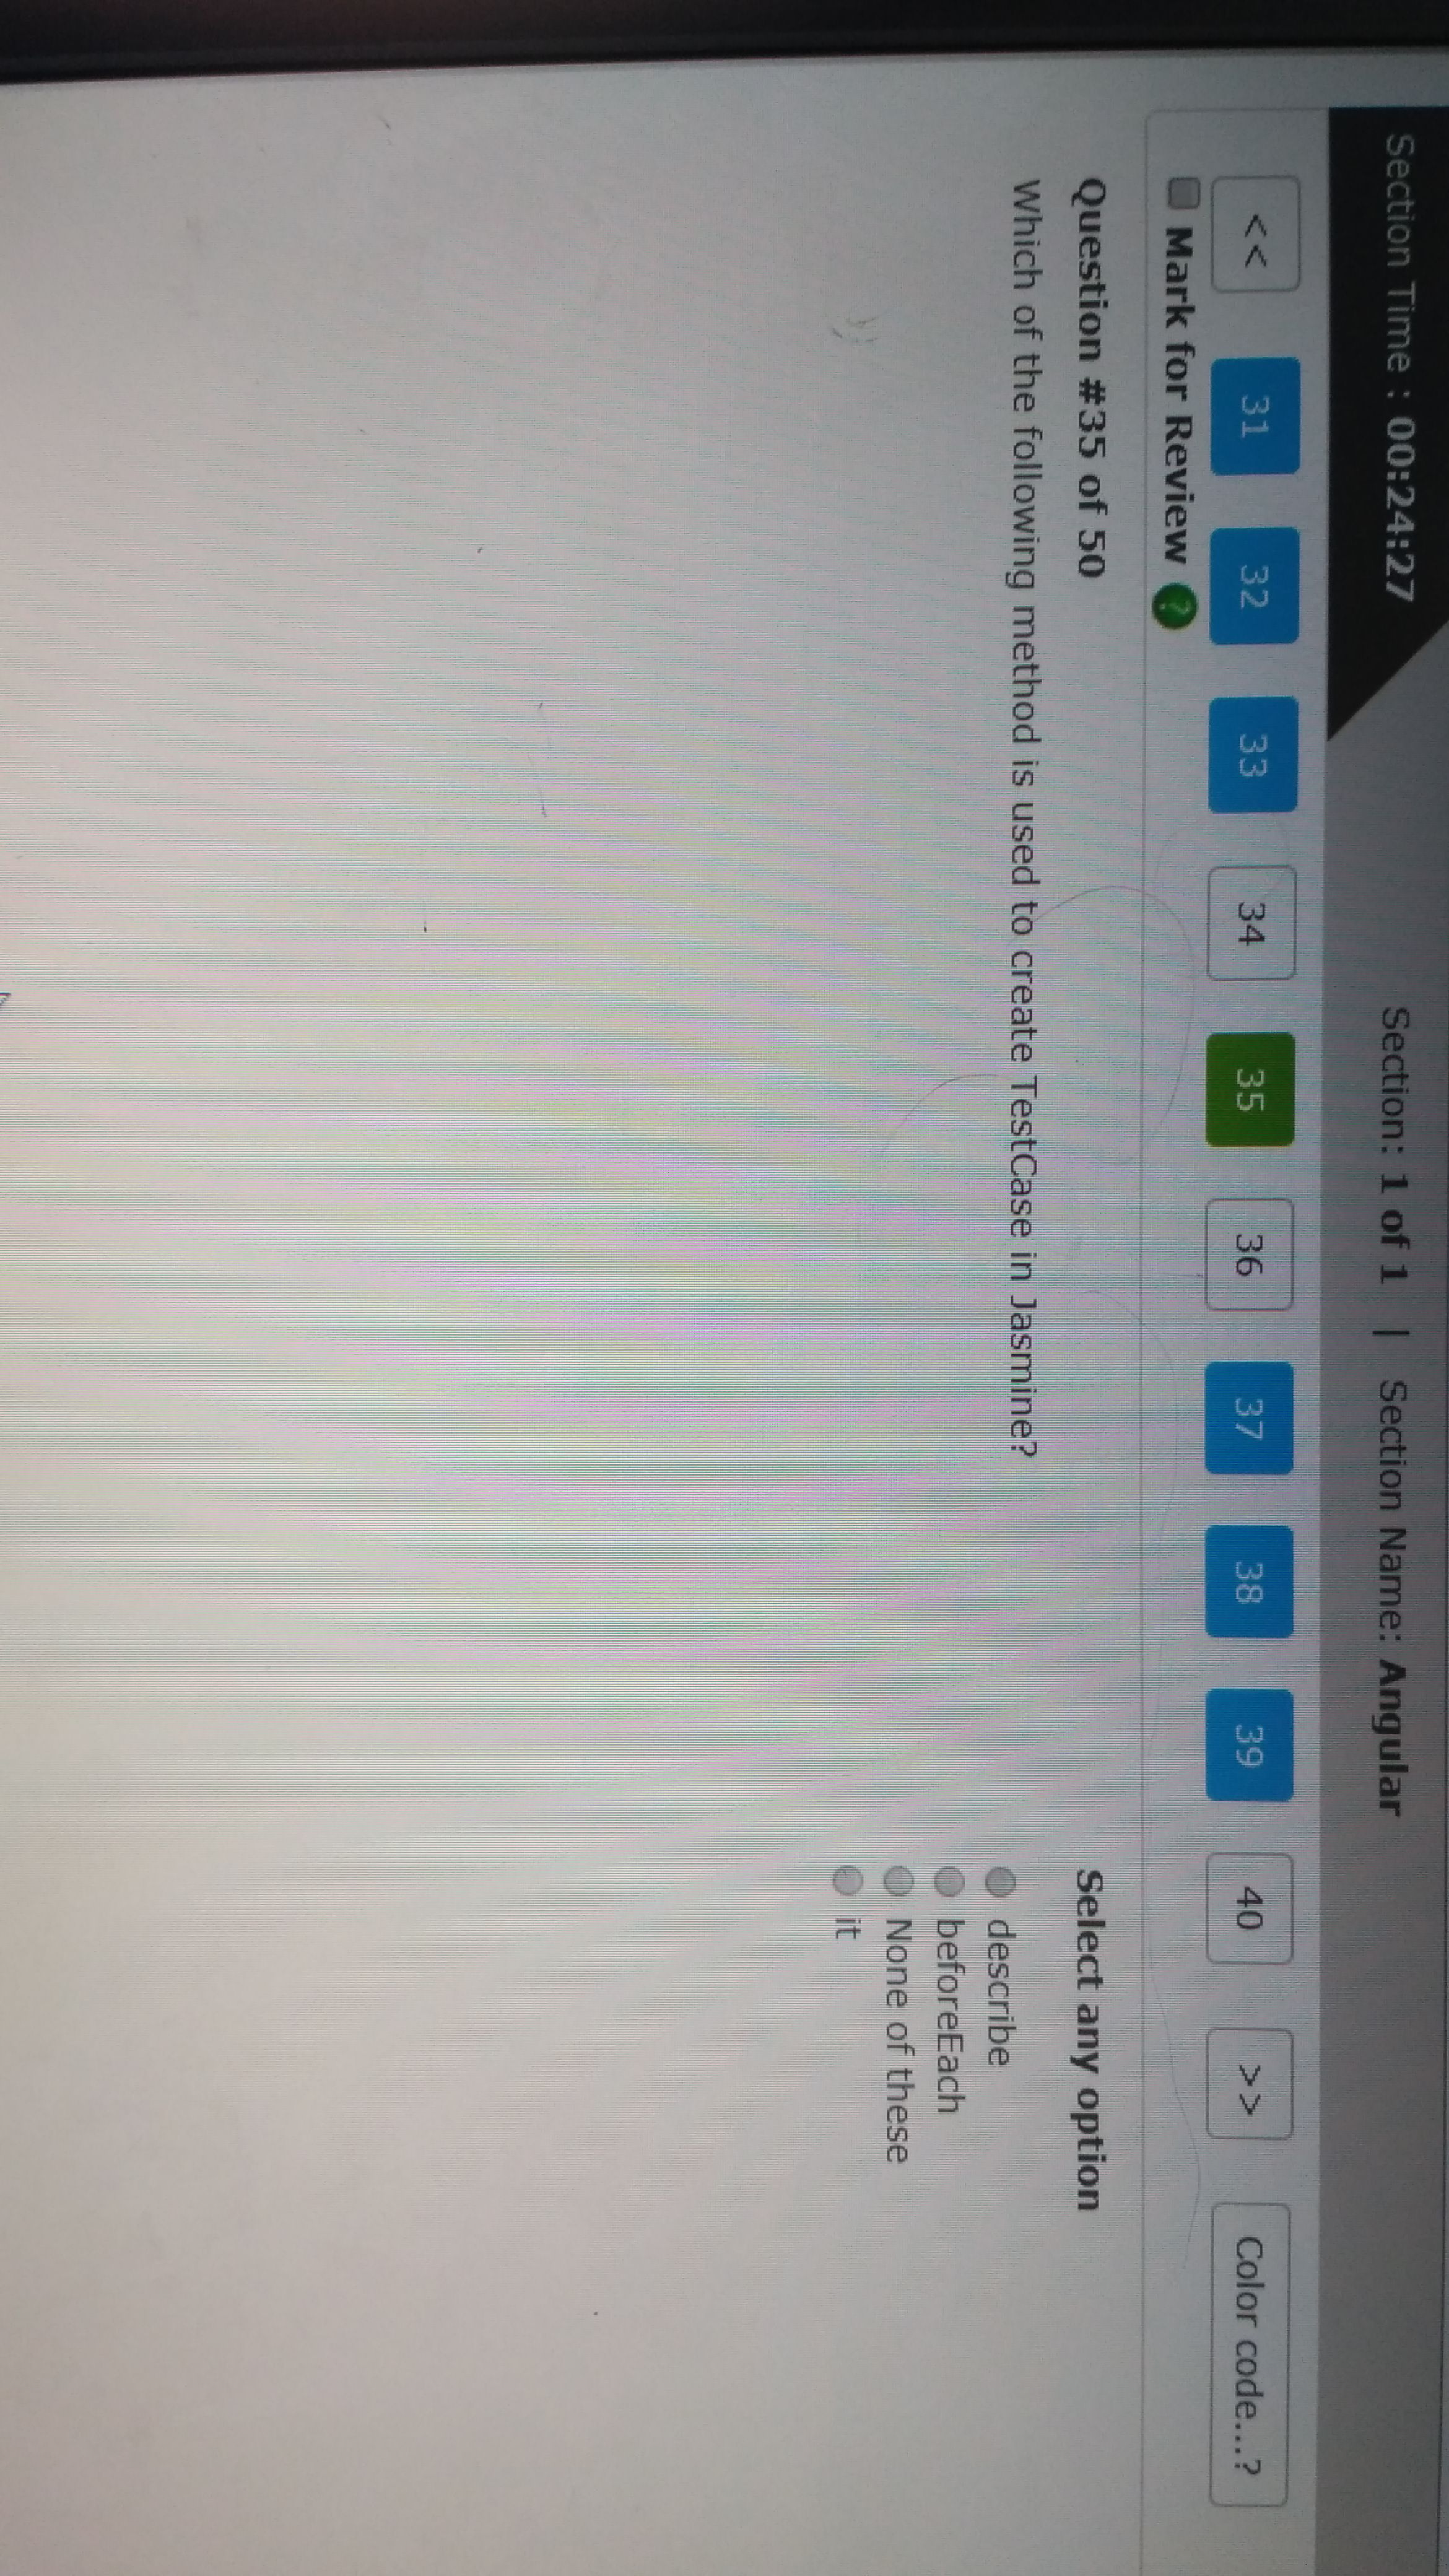 Section Time : 00:24:27
Section: 1 of 1 | Section Name: Angular
<< 31 32 33 34 35 36 37 38 39 40 >> Color code...?
Mark for Review ?
Question #35 of 50
Which of the following method is used to create TestCase in Jasmine?
Select any option
describe
beforeEach
None of these
it